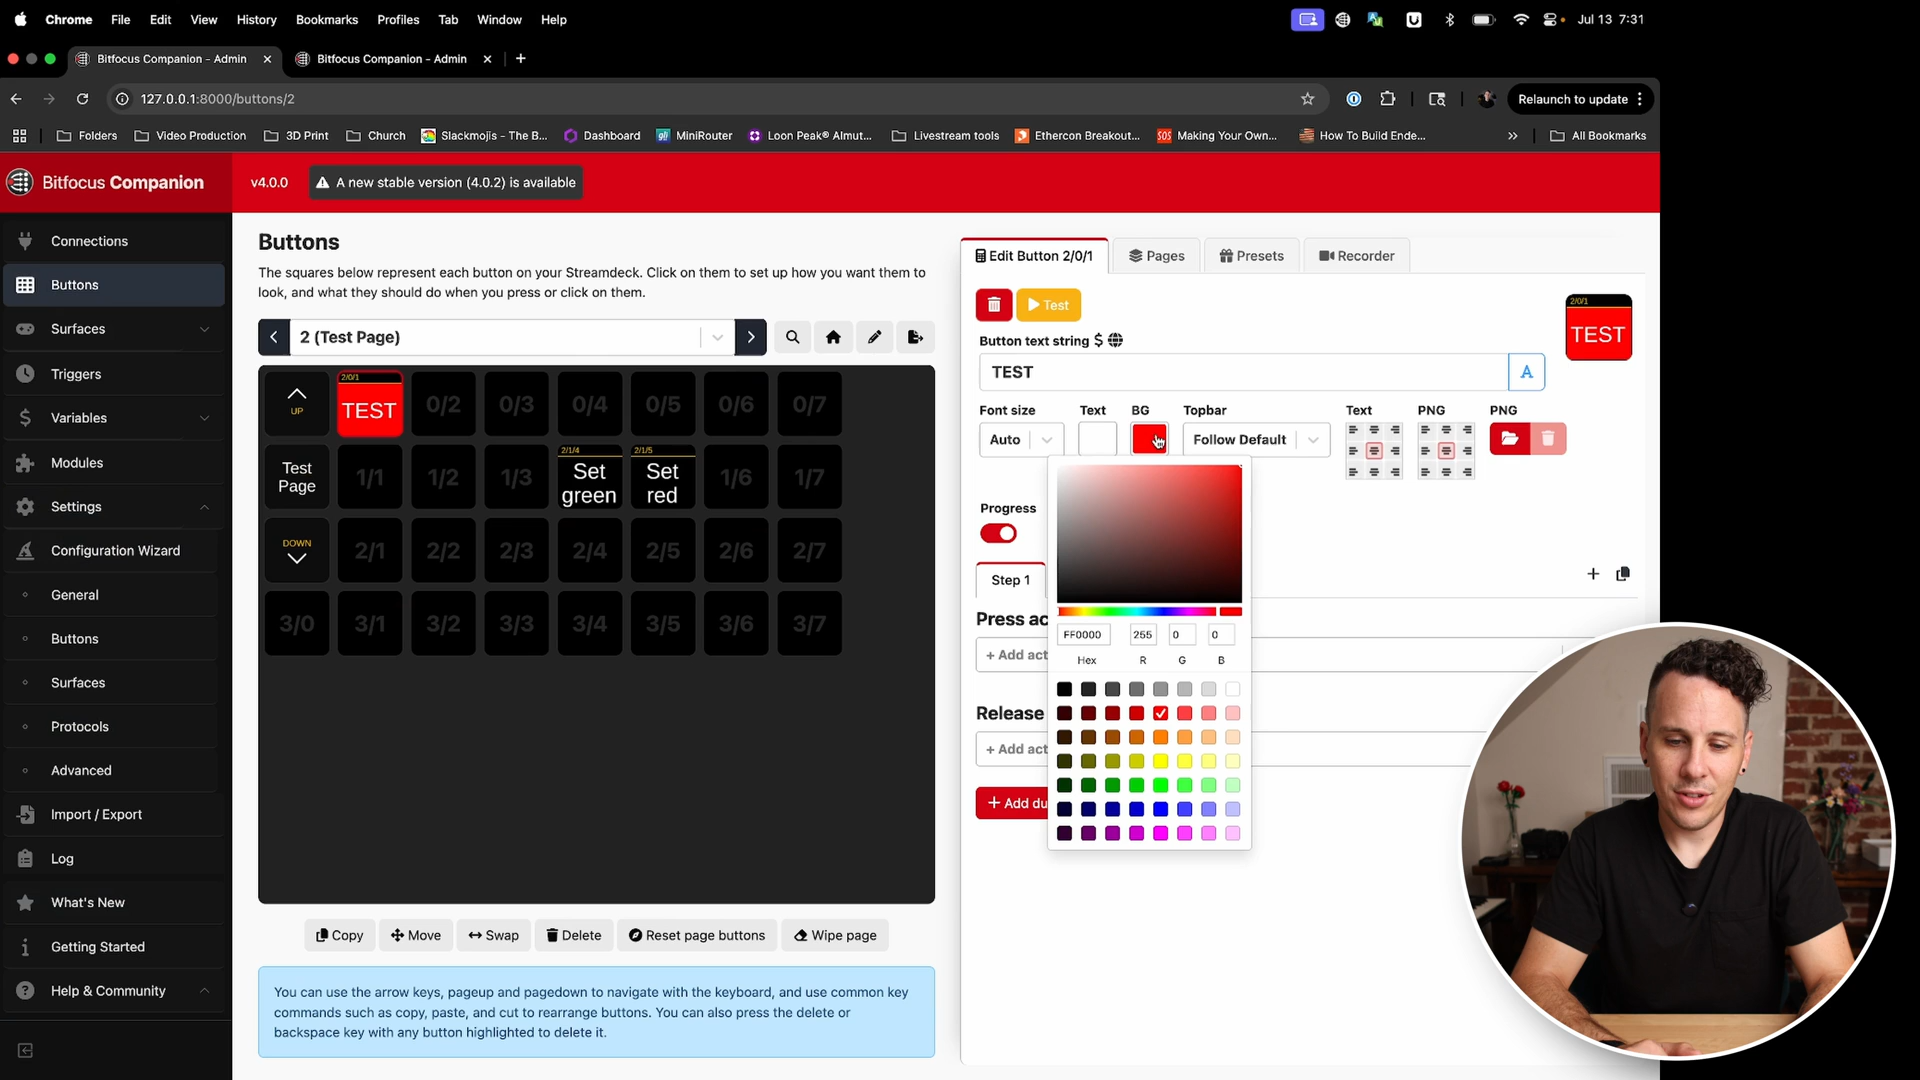 Chrome File Edit View History Bookmarks Profiles Tab Window Help
Jul 13 7:31
Bitfocus Companion - Admin
Bitfocus Companion - Admin
127.0.0.1:8000/buttons/2
Relaunch to update
Folders
Video Production
3D Print
Church
Slackmojis - The B...
Dashboard
MiniRouter
Loon Peak® Almut...
Livestream tools
Ethercon Breakout...
Making Your Own...
How To Build Ende...
All Bookmarks
Bitfocus Companion
v4.0.0
A new stable version (4.0.2) is available
Connections
Buttons
Surfaces
Triggers
Variables
Modules
Settings
Configuration Wizard
General
Buttons
Surfaces
Protocols
Advanced
Import / Export
Log
What's New
Getting Started
Help & Community
Buttons
The squares below represent each button on your Streamdeck. Click on them to set up how you want them to
look, and what they should do when you press or click on them.
2 (Test Page)
UP
2/0/1
TEST
0/2
0/3
0/4
0/5
0/6
0/7
Test
Page
1/1
1/2
1/3
2/1/4
Set
green
2/1/5
Set
red
1/6
1/7
DOWN
2/1
2/2
2/3
2/4
2/5
2/6
2/7
3/0
3/1
3/2
3/3
3/4
3/5
3/6
3/7
Copy
Move
Swap
Delete
Reset page buttons
Wipe page
You can use the arrow keys, pageup and pagedown to navigate with the keyboard, and use common key
commands such as copy, paste, and cut to rearrange buttons. You can also press the delete or
backspace key with any button highlighted to delete it.
Edit Button 2/0/1
Pages
Presets
Recorder
Test
2/0/1
TEST
Button text string $
TEST
A
Font size
Text
BG
Topbar
Text
PNG
PNG
Auto
Follow Default
Progress
Step 1
FF0000
255
0
0
Hex
R
G
B
Press ac
+ Add act
Release
+ Add act
+ Add du